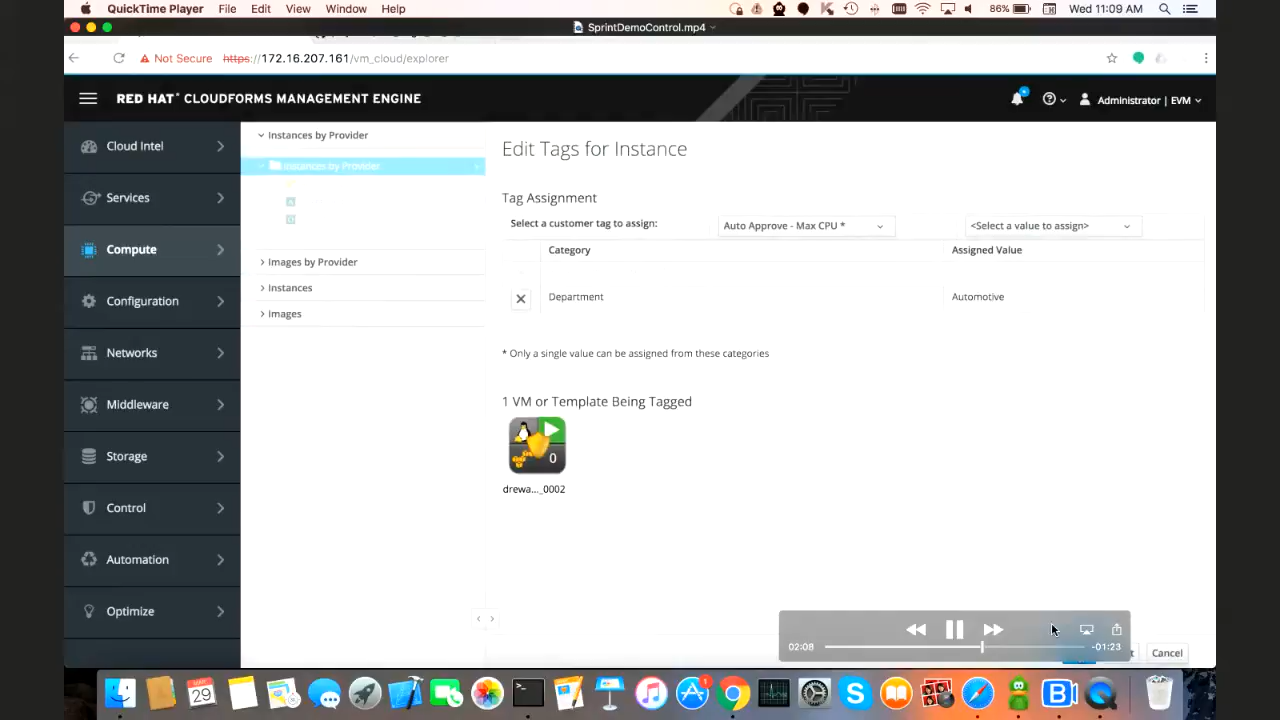 QuickTime Player File Edit View Window Help 86% Wed 11:09 AM
SprintDemoControl.mp4
Not Secure https://172.16.207.161/vm_cloud/explorer
RED HAT® CLOUDFORMS MANAGEMENT ENGINE
Administrator | EVM
Cloud Intel
Services
Compute
Configuration
Networks
Middleware
Storage
Control
Automation
Optimize
Instances by Provider
Instances by Provider
Images by Provider
Instances
Images
Edit Tags for Instance
Tag Assignment
Select a customer tag to assign: Auto Approve - Max CPU * <Select a value to assign>
Category Assigned Value
Department Automotive
* Only a single value can be assigned from these categories
1 VM or Template Being Tagged
0
drewa..._0002
02:08 -01:23
Cancel
29
1